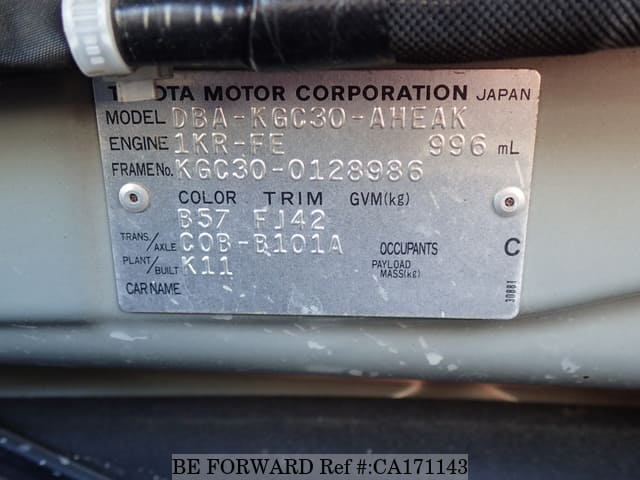 TOYOTA MOTOR CORPORATION JAPAN
MODEL DBA-KGC30-AHEAK
ENGINE 1KR-FE 996 mL
FRAME No. KGC30-0128986
COLOR TRIM GVM(kg)
B57 FJ42
TRANS./AXLE C0B-B101A OCCUPANTS C
PLANT/BUILT K11 PAYLOAD MASS(kg)
CAR NAME
30881
BE FORWARD Ref #:CA171143